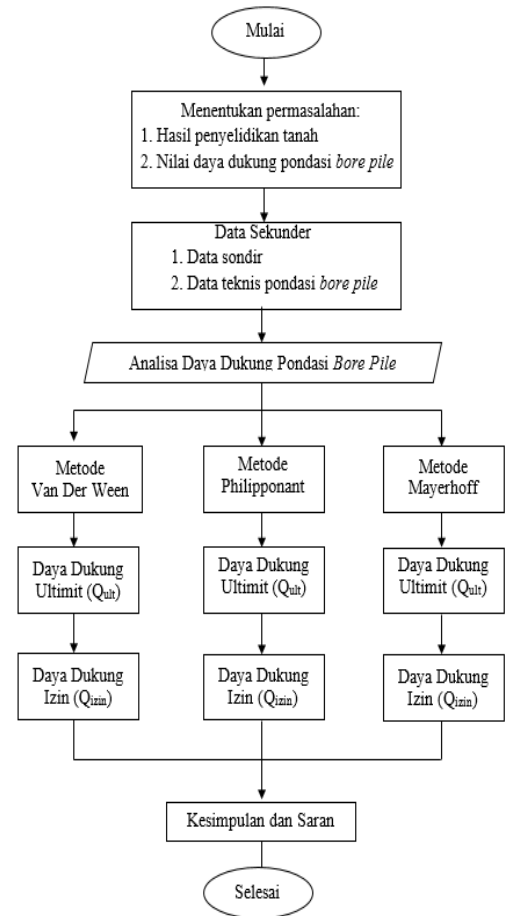 Mulai
Menentukan permasalahan:
1. Hasil penyelidikan tanah
2. Nilai daya dukung pondasi bore pile
Data Sekunder
1. Data sondir
2. Data teknis pondasi bore pile
Analisa Daya Dukung Pondasi Bore Pile
Metode
Van Der Ween
Metode
Philipponant
Metode
Mayerhoff
Daya Dukung
Ultimit (Qult)
Daya Dukung
Ultimit (Qult)
Daya Dukung
Ultimit (Qult)
Daya Dukung
Izin (Qizin)
Daya Dukung
Izin (Qizin)
Daya Dukung
Izin (Qizin)
Kesimpulan dan Saran
Selesai